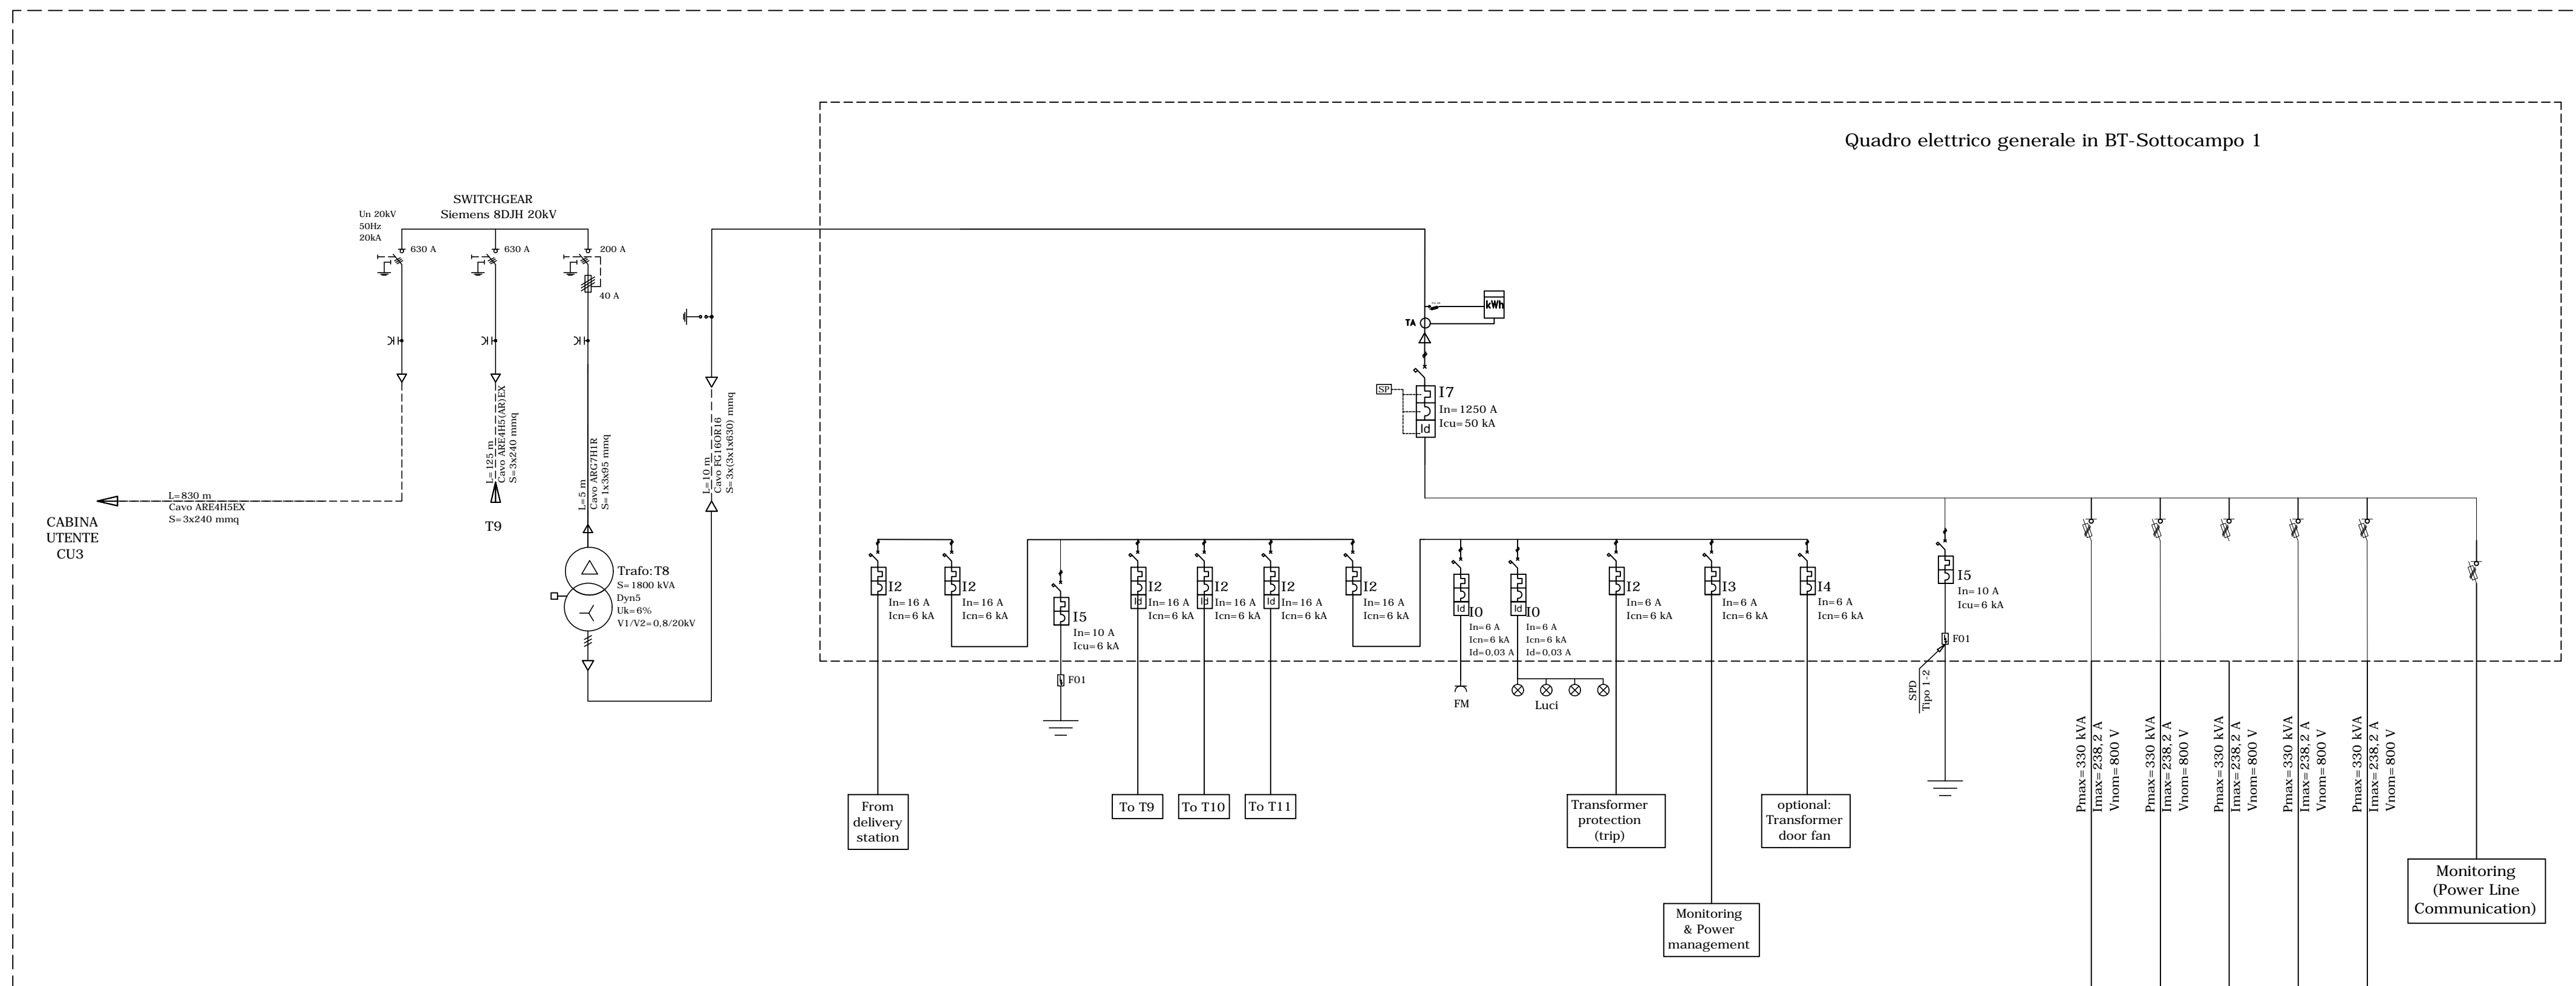 Quadro elettrico generale in BT-Sottocampo 1
SWITCHGEAR
Siemens 8DJH 20kV
Un 20kV
50Hz
20kA
630 A
630 A
200 A
40 A
L=830 m
Cavo ARE4H5EX
S=3x240 mmq
CABINA
UTENTE
CU3
L=125 m
Cavo ARE4H5(AR)EX
S=3x240 mmq
T9
L=5 m
Cavo ARG7H1R
S=1x3x95 mmq
Trafo: T8
S=1800 kVA
Dyn5
Uk=6%
V1/V2=0,8/20kV
L=10 m
Cavo FG16OR16
S=3x(3x1x630) mmq
kWh
TA
SP
Id
I7
In=1250 A
Icu=50 kA
I2
In=16 A
Icn=6 kA
I2
In=16 A
Icn=6 kA
I5
In=10 A
Icu=6 kA
F01
Id
I2
In=16 A
Icn=6 kA
Id
I2
In=16 A
Icn=6 kA
Id
I2
In=16 A
Icn=6 kA
I2
In=16 A
Icn=6 kA
Id
I0
In=6 A
Icn=6 kA
Id=0,03 A
FM
Id
I0
In=6 A
Icn=6 kA
Id=0,03 A
Luci
I2
In=6 A
Icn=6 kA
I3
In=6 A
Icn=6 kA
I4
In=6 A
Icn=6 kA
I5
In=10 A
Icu=6 kA
F01
SPD
Tipo 1-2
From
delivery
station
To T9
To T10
To T11
Transformer
protection
(trip)
Monitoring
& Power
management
optional:
Transformer
door fan
Pmax=330 kVA
Imax=238,2 A
Vnom=800 V
Pmax=330 kVA
Imax=238,2 A
Vnom=800 V
Pmax=330 kVA
Imax=238,2 A
Vnom=800 V
Pmax=330 kVA
Imax=238,2 A
Vnom=800 V
Pmax=330 kVA
Imax=238,2 A
Vnom=800 V
Monitoring
(Power Line
Communication)